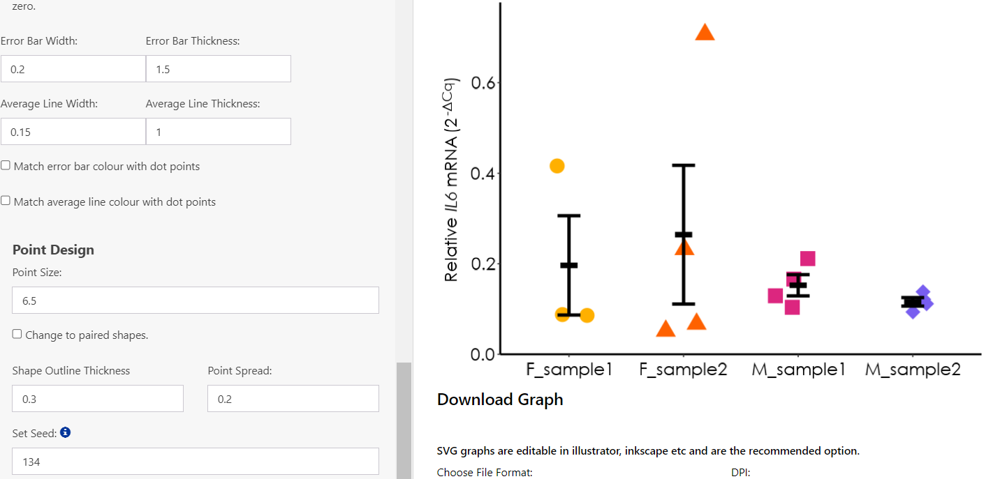 zero.
Error Bar Width: Error Bar Thickness:
0.2 1.5
Average Line Width: Average Line Thickness:
0.15 1
Match error bar colour with dot points
Match average line colour with dot points
Point Design
Point Size:
6.5
Change to paired shapes.
Shape Outline Thickness Point Spread:
0.3 0.2
Set Seed:
134
Relative IL6 mRNA (2^-ΔCq)
0.6
0.4
0.2
0.0
F_sample1 F_sample2 M_sample1 M_sample2
Download Graph
SVG graphs are editable in illustrator, inkscape etc and are the recommended option.
Choose File Format: DPI: